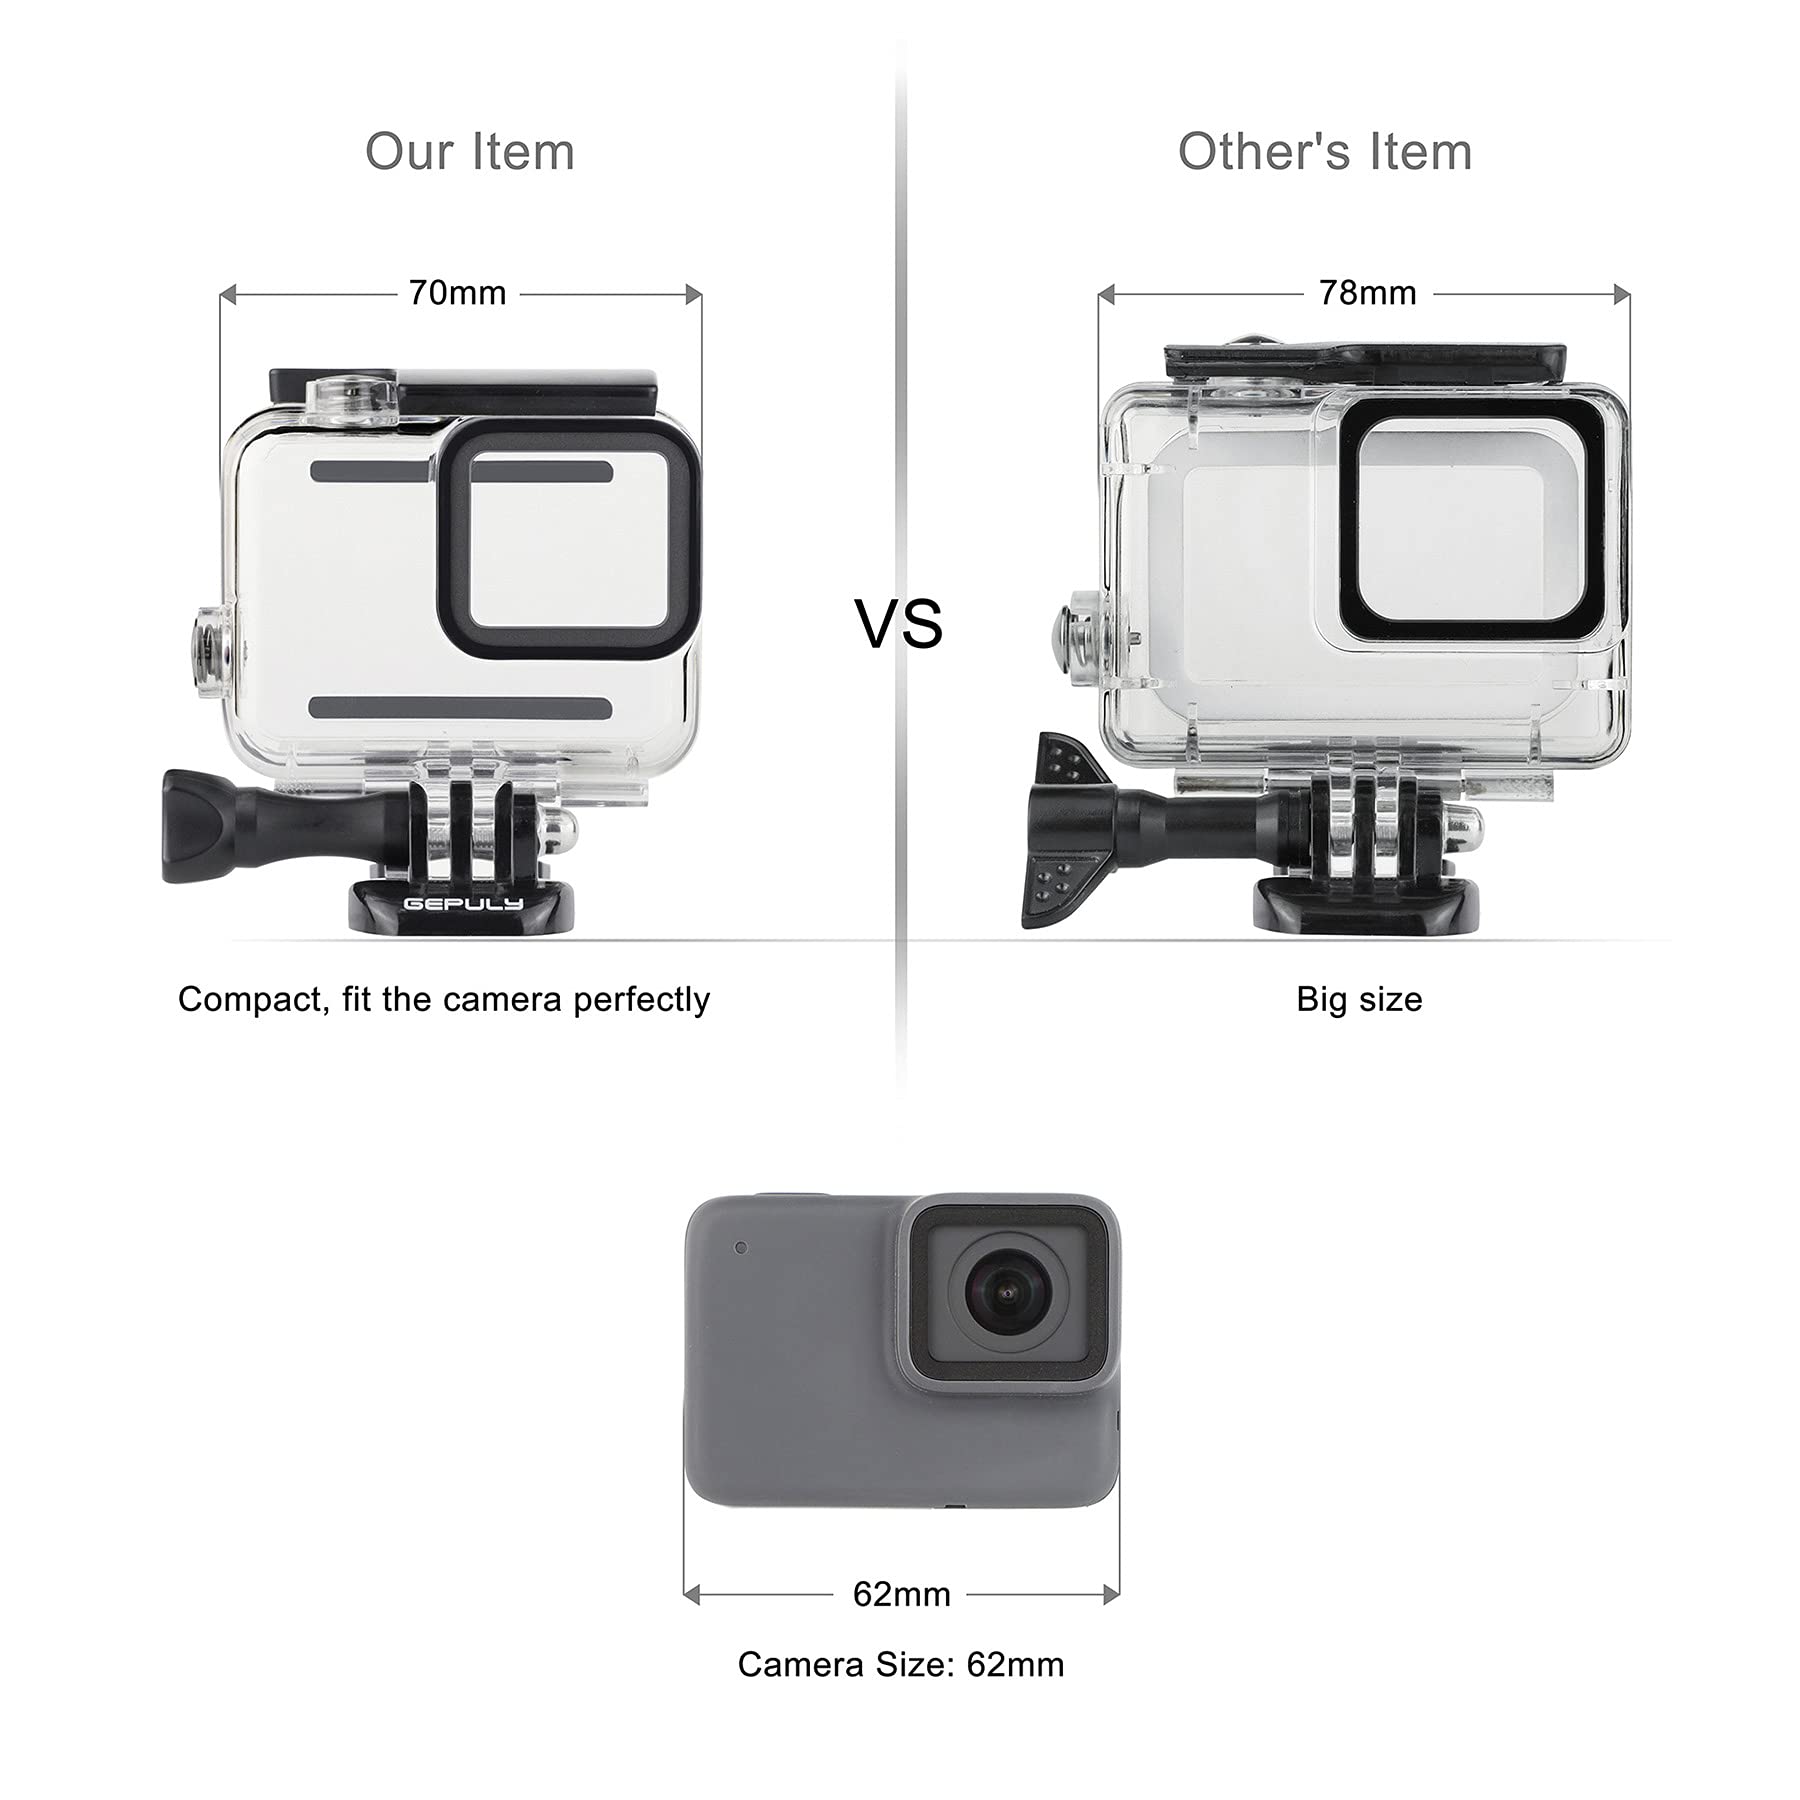 Our Item
Other's Item
70mm
78mm
VS
GEPULY
Compact, fit the camera perfectly
Big size
62mm
Camera Size: 62mm